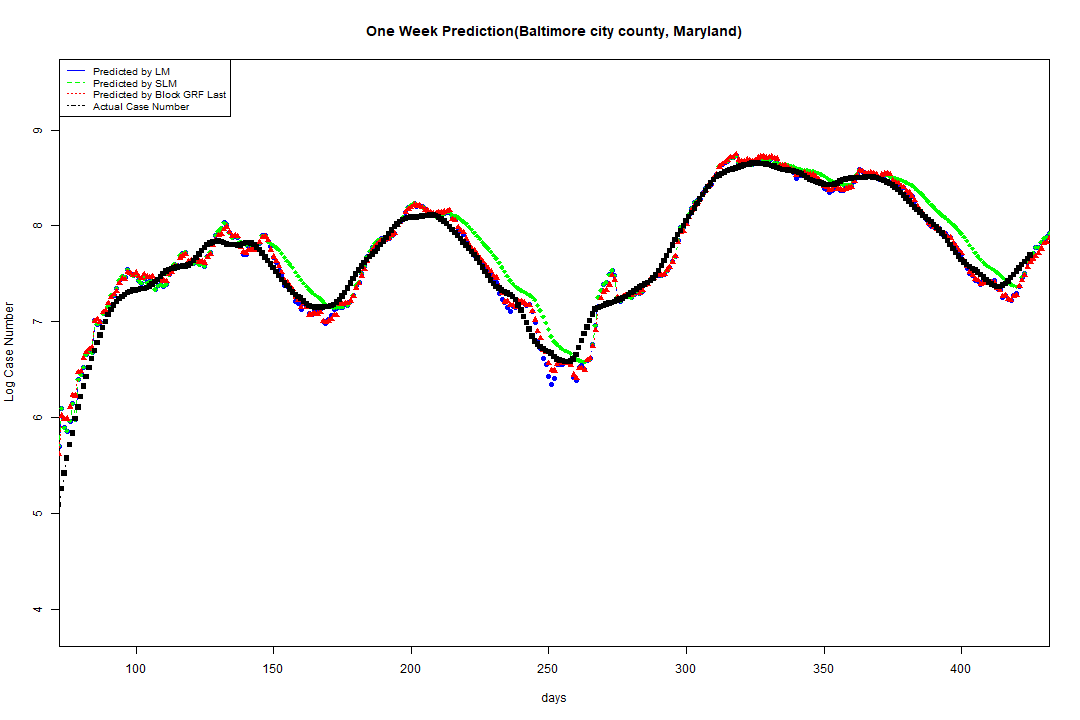 One Week Prediction(Baltimore city county, Maryland)
Predicted by LM
Predicted by SLM
Predicted by Block GRF Last
Actual Case Number
9
8
7
6
5
4
Log Case Number
100 150 200 250 300 350 400
days